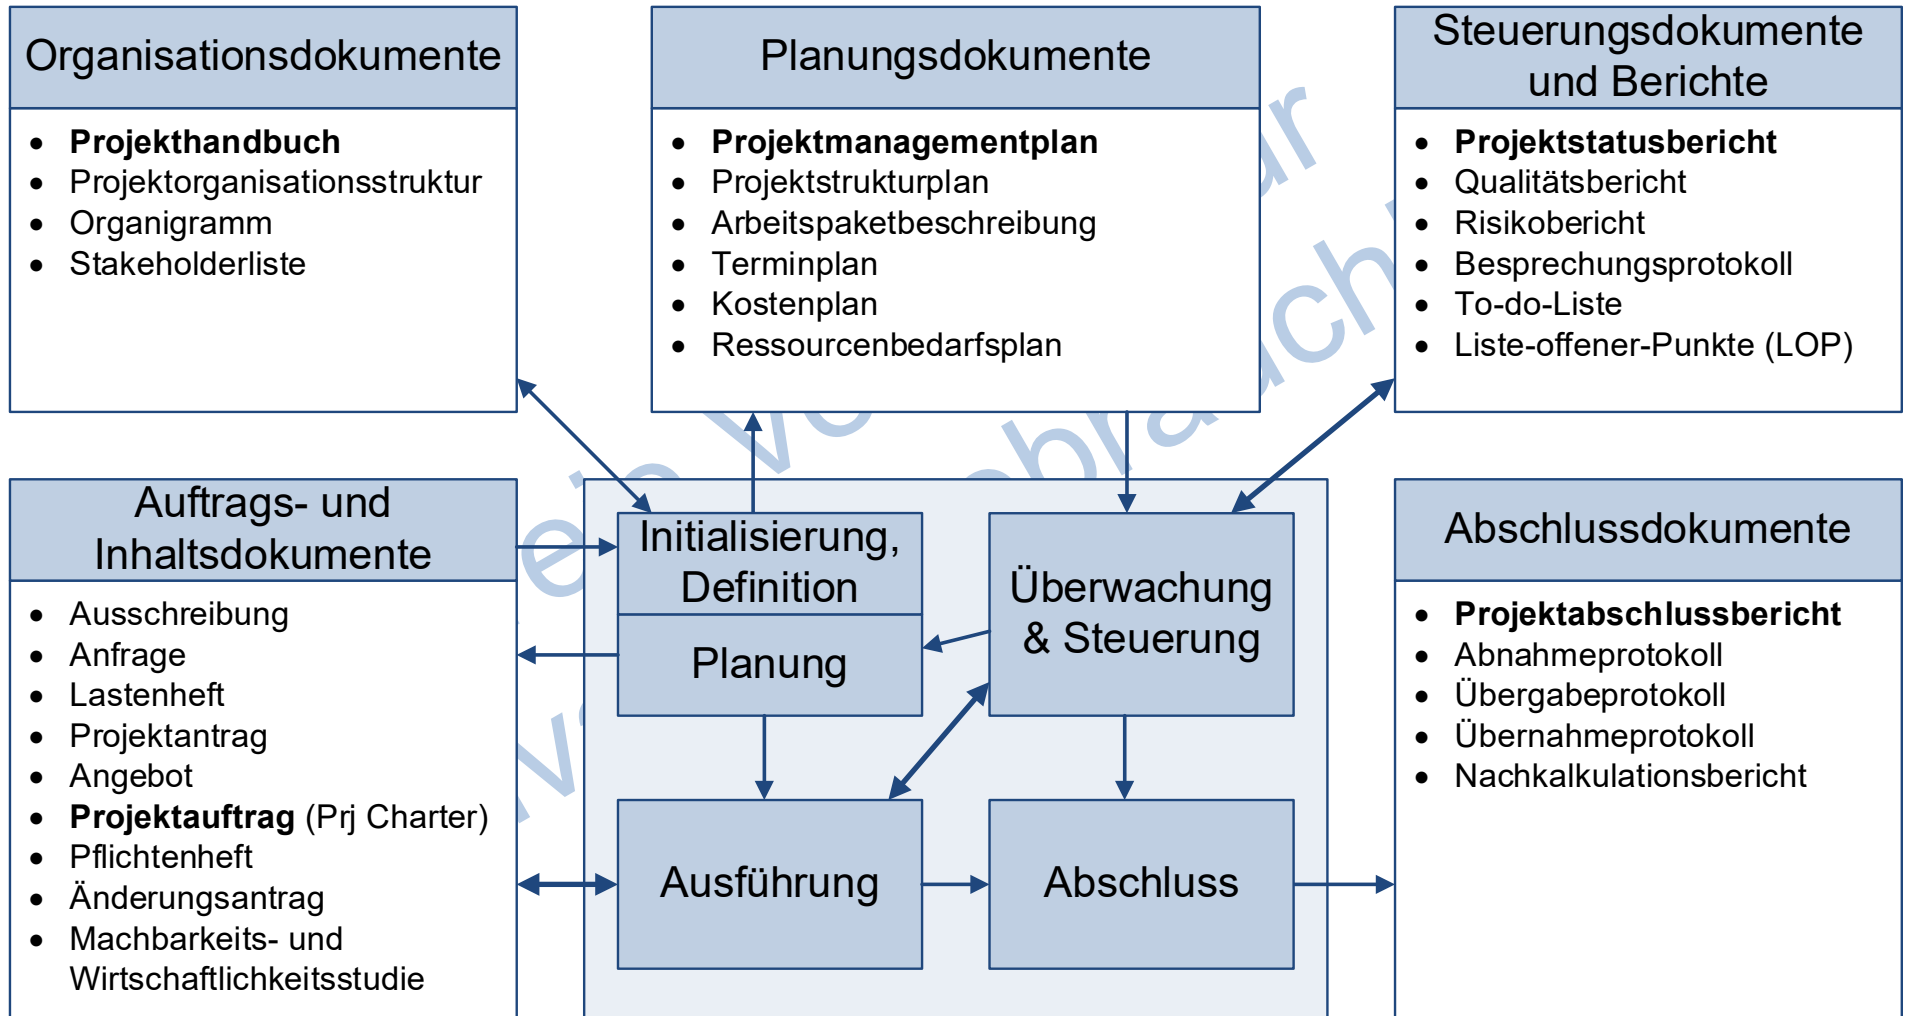 Organisationsdokumente
• Projekthandbuch
• Projektorganisationsstruktur
• Organigramm
• Stakeholderliste
Planungsdokumente
• Projektmanagementplan
• Projektstrukturplan
• Arbeitspaketbeschreibung
• Terminplan
• Kostenplan
• Ressourcenbedarfsplan
Steuerungsdokumente
und Berichte
• Projektstatusbericht
• Qualitätsbericht
• Risikobericht
• Besprechungsprotokoll
• To-do-Liste
• Liste-offener-Punkte (LOP)
Auftrags- und
Inhaltsdokumente
• Ausschreibung
• Anfrage
• Lastenheft
• Projektantrag
• Angebot
• Projektauftrag (Prj Charter)
• Pflichtenheft
• Änderungsantrag
• Machbarkeits- und
Wirtschaftlichkeitsstudie
Initialisierung,
Definition
Planung
Überwachung
& Steuerung
Ausführung
Abschluss
Abschlussdokumente
• Projektabschlussbericht
• Abnahmeprotokoll
• Übergabeprotokoll
• Übernahmeprotokoll
• Nachkalkulationsbericht